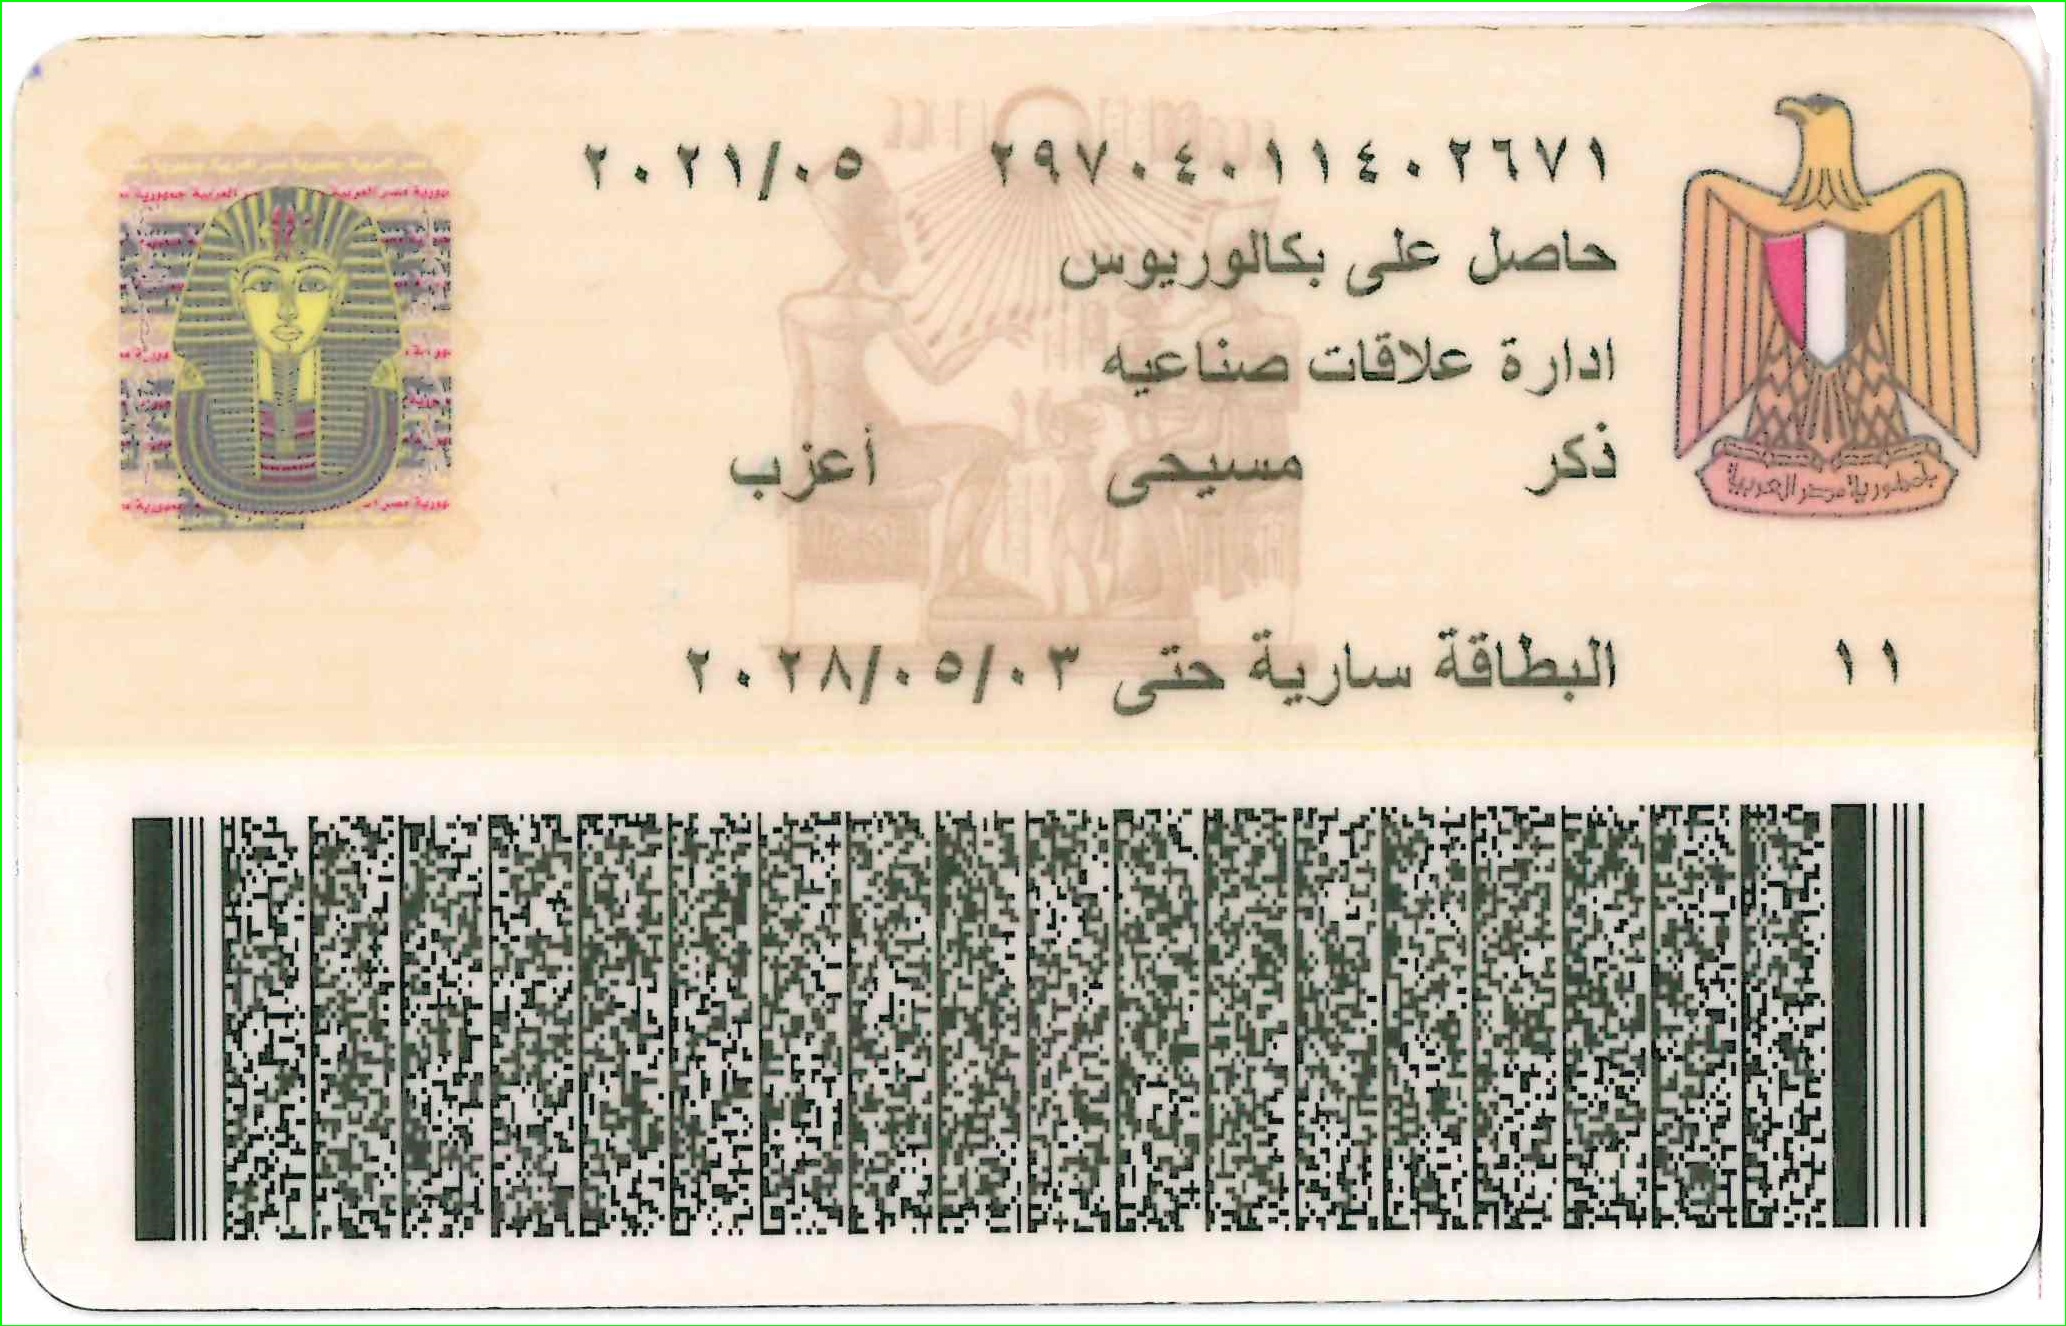 ٢٩٧٠٤٠١١٤٠٢٦٧١ ٢٠٢١/٠٥
حاصل على بكالوريوس
ادارة علاقات صناعيه
ذكر مسيحى أعزب
١١ البطاقة سارية حتى ٢٠٢٨/٠٥/٠٣
جمهورية مصر العربية